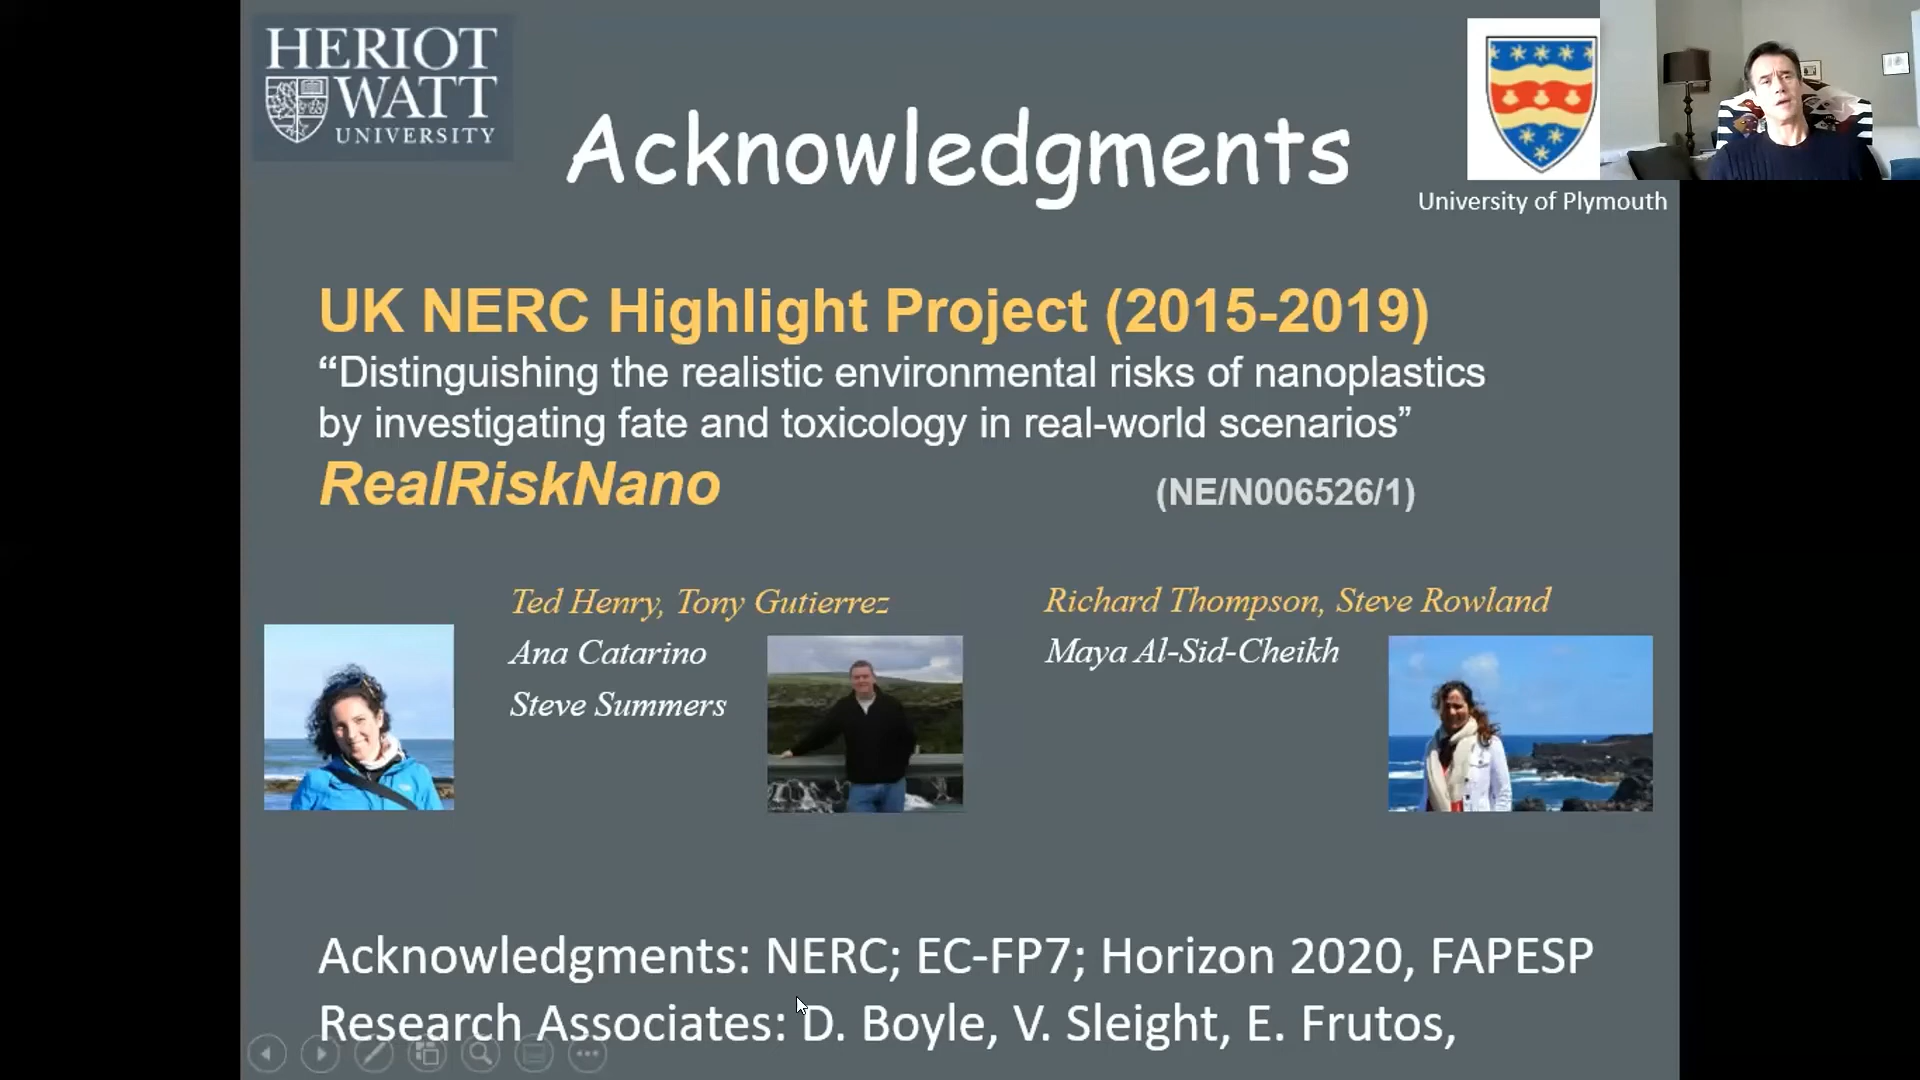 HERIOT
WATT
UNIVERSITY
Acknowledgments
University of Plymouth
UK NERC Highlight Project (2015-2019)
“Distinguishing the realistic environmental risks of nanoplastics
by investigating fate and toxicology in real-world scenarios”
RealRiskNano (NE/N006526/1)
Ted Henry, Tony Gutierrez
Ana Catarino
Steve Summers
Richard Thompson, Steve Rowland
Maya Al-Sid-Cheikh
Acknowledgments: NERC; EC-FP7; Horizon 2020, FAPESP
Research Associates: D. Boyle, V. Sleight, E. Frutos,